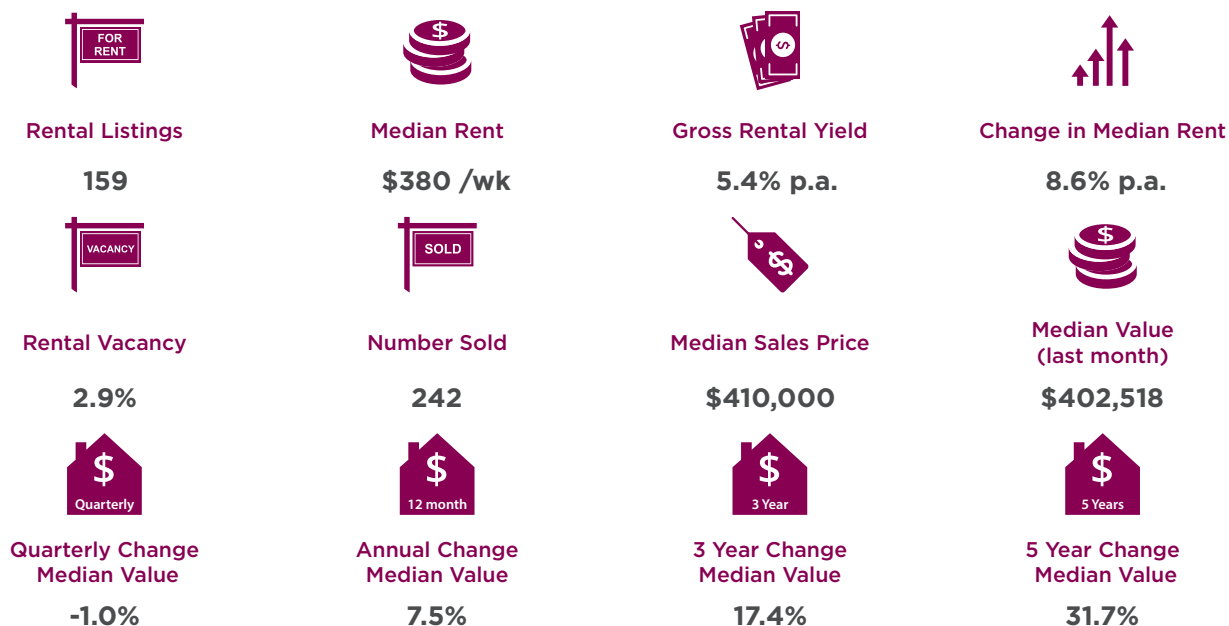 FOR
RENT
$
$
Rental Listings
Median Rent
Gross Rental Yield
Change in Median Rent
159
$380 /wk
5.4% p.a.
8.6% p.a.
VACANCY
SOLD
$
$
Rental Vacancy
Number Sold
Median Sales Price
Median Value
(last month)
2.9%
242
$410,000
$402,518
$
Quarterly
$
12 month
$
3 Year
$
5 Years
Quarterly Change
Median Value
Annual Change
Median Value
3 Year Change
Median Value
5 Year Change
Median Value
-1.0%
7.5%
17.4%
31.7%